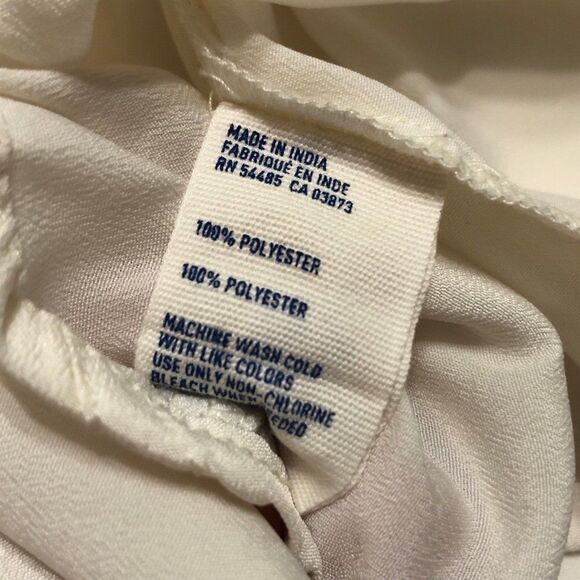 MADE IN INDIA
FABRIQUÉ EN INDE
RN 54485 CA 03873
100% POLYESTER
100% POLYESTER
MACHINE WASH COLD
WITH LIKE COLORS
USE ONLY NON-CHLORINE
BLEACH WHEN